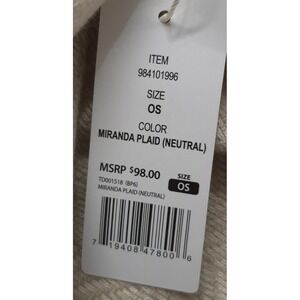 ITEM
984101996
SIZE
OS
COLOR
MIRANDA PLAID (NEUTRAL)
MSRP $98.00
SIZE
OS
TD001518 (BP6)
MIRANDA PLAID (NEUTRAL)
7 19408 47800 6